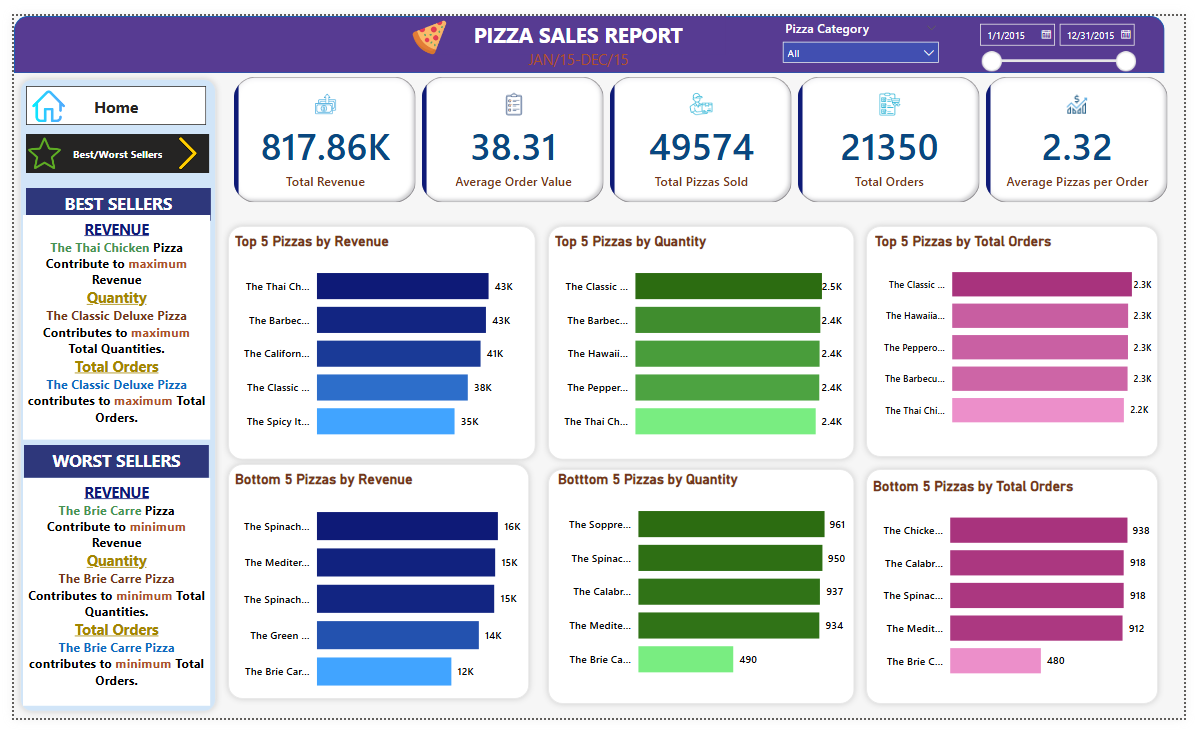 PIZZA SALES REPORT
JAN/15-DEC/15
Pizza Category
All
1/1/2015
12/31/2015
Home
Best/Worst Sellers
817.86K
Total Revenue
38.31
Average Order Value
49574
Total Pizzas Sold
21350
Total Orders
2.32
Average Pizzas per Order
BEST SELLERS
REVENUE
The Thai Chicken Pizza
Contribute to maximum
Revenue
Quantity
The Classic Deluxe Pizza
Contributes to maximum
Total Quantities.
Total Orders
The Classic Deluxe Pizza
contributes to maximum Total
Orders.
WORST SELLERS
REVENUE
The Brie Carre Pizza
Contribute to minimum
Revenue
Quantity
The Brie Carre Pizza
Contributes to minimum Total
Quantities.
Total Orders
The Brie Carre Pizza
contributes to minimum Total
Orders.
Top 5 Pizzas by Revenue
The Thai Ch... 43K
The Barbec... 43K
The Californ... 41K
The Classic ... 38K
The Spicy It... 35K
Top 5 Pizzas by Quantity
The Classic ... 2.5K
The Barbec... 2.4K
The Hawaii... 2.4K
The Pepper... 2.4K
The Thai Ch... 2.4K
Top 5 Pizzas by Total Orders
The Classic ... 2.3K
The Hawaiia... 2.3K
The Peppero... 2.3K
The Barbecu... 2.3K
The Thai Chi... 2.2K
Bottom 5 Pizzas by Revenue
The Spinach... 16K
The Mediter... 15K
The Spinach... 15K
The Green ... 14K
The Brie Car... 12K
Botttom 5 Pizzas by Quantity
The Soppre... 961
The Spinac... 950
The Calabr... 937
The Medite... 934
The Brie Ca... 490
Bottom 5 Pizzas by Total Orders
The Chicke... 938
The Calabr... 918
The Spinac... 918
The Medit... 912
The Brie C... 480